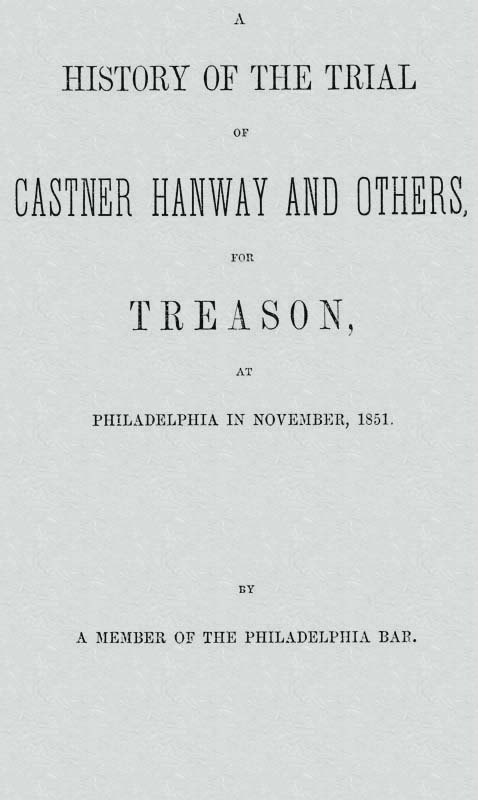 A
HISTORY OF THE TRIAL
OF
CASTNER HANWAY AND OTHERS,
FOR
TREASON,
AT
PHILADELPHIA IN NOVEMBER, 1851.
BY
A MEMBER OF THE PHILADELPHIA BAR.